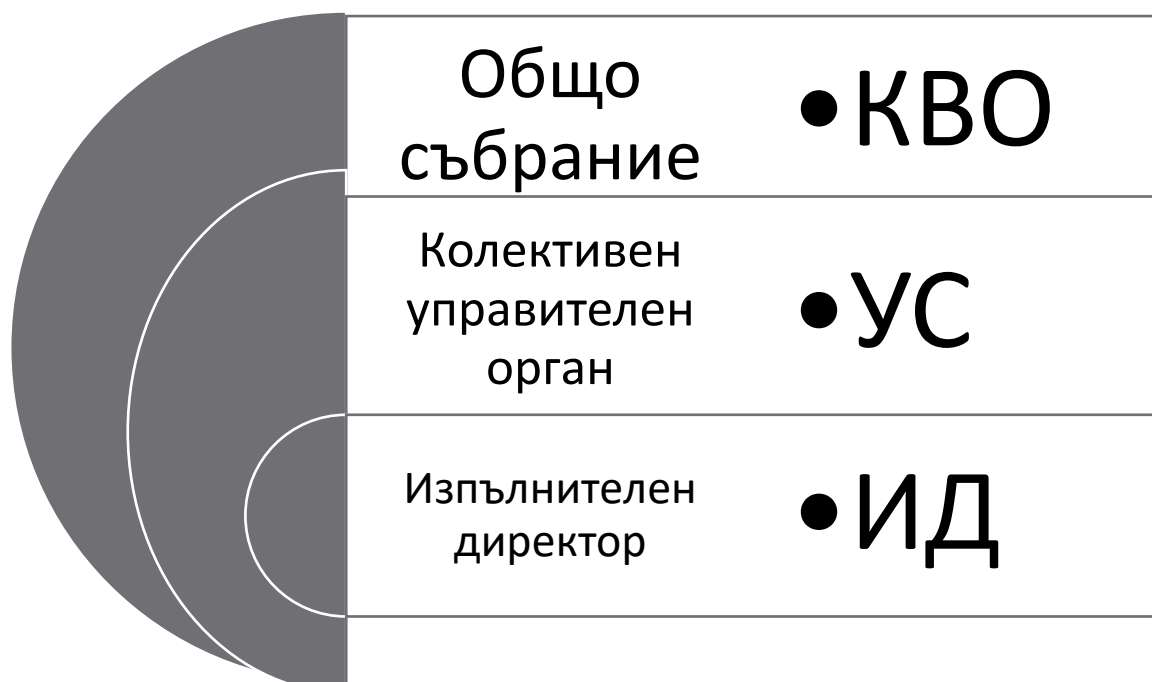 Общо
събрание
•КВО
Колективен
управителен
орган
•УС
Изпълнителен
директор
•ИД